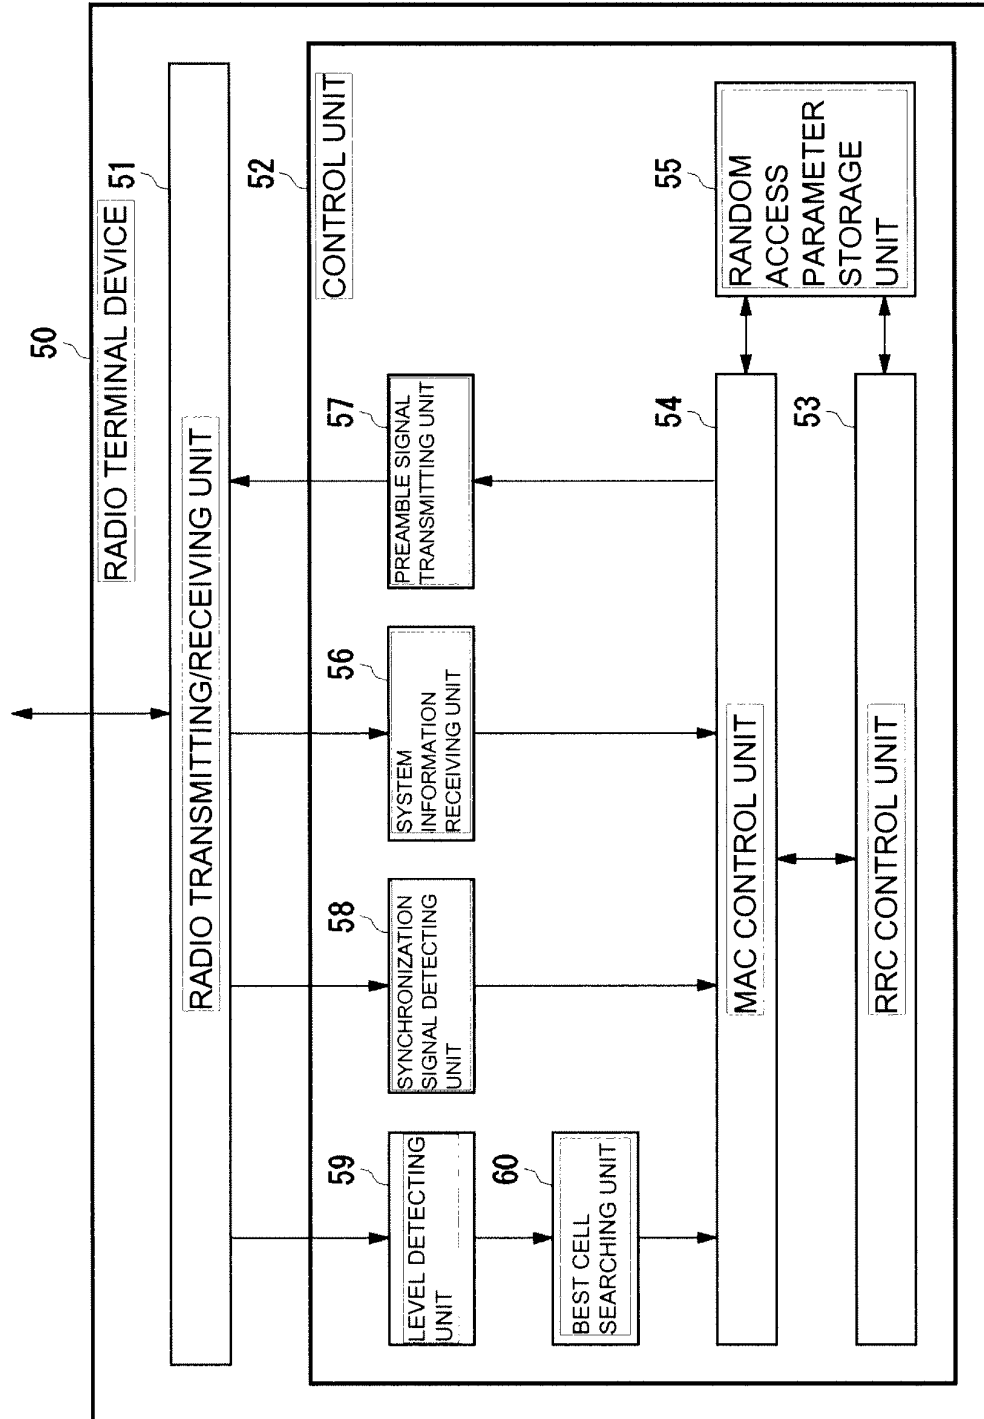 50
RADIO TERMINAL DEVICE
51
RADIO TRANSMITTING/RECEIVING UNIT
52
CONTROL UNIT
59
LEVEL DETECTING
UNIT
58
SYNCHRONIZATION
SIGNAL DETECTING
UNIT
56
SYSTEM
INFORMATION
RECEIVING UNIT
57
PREAMBLE SIGNAL
TRANSMITTING UNIT
60
BEST CELL
SEARCHING UNIT
54
MAC CONTROL UNIT
55
RANDOM
ACCESS
PARAMETER
STORAGE
UNIT
53
RRC CONTROL UNIT